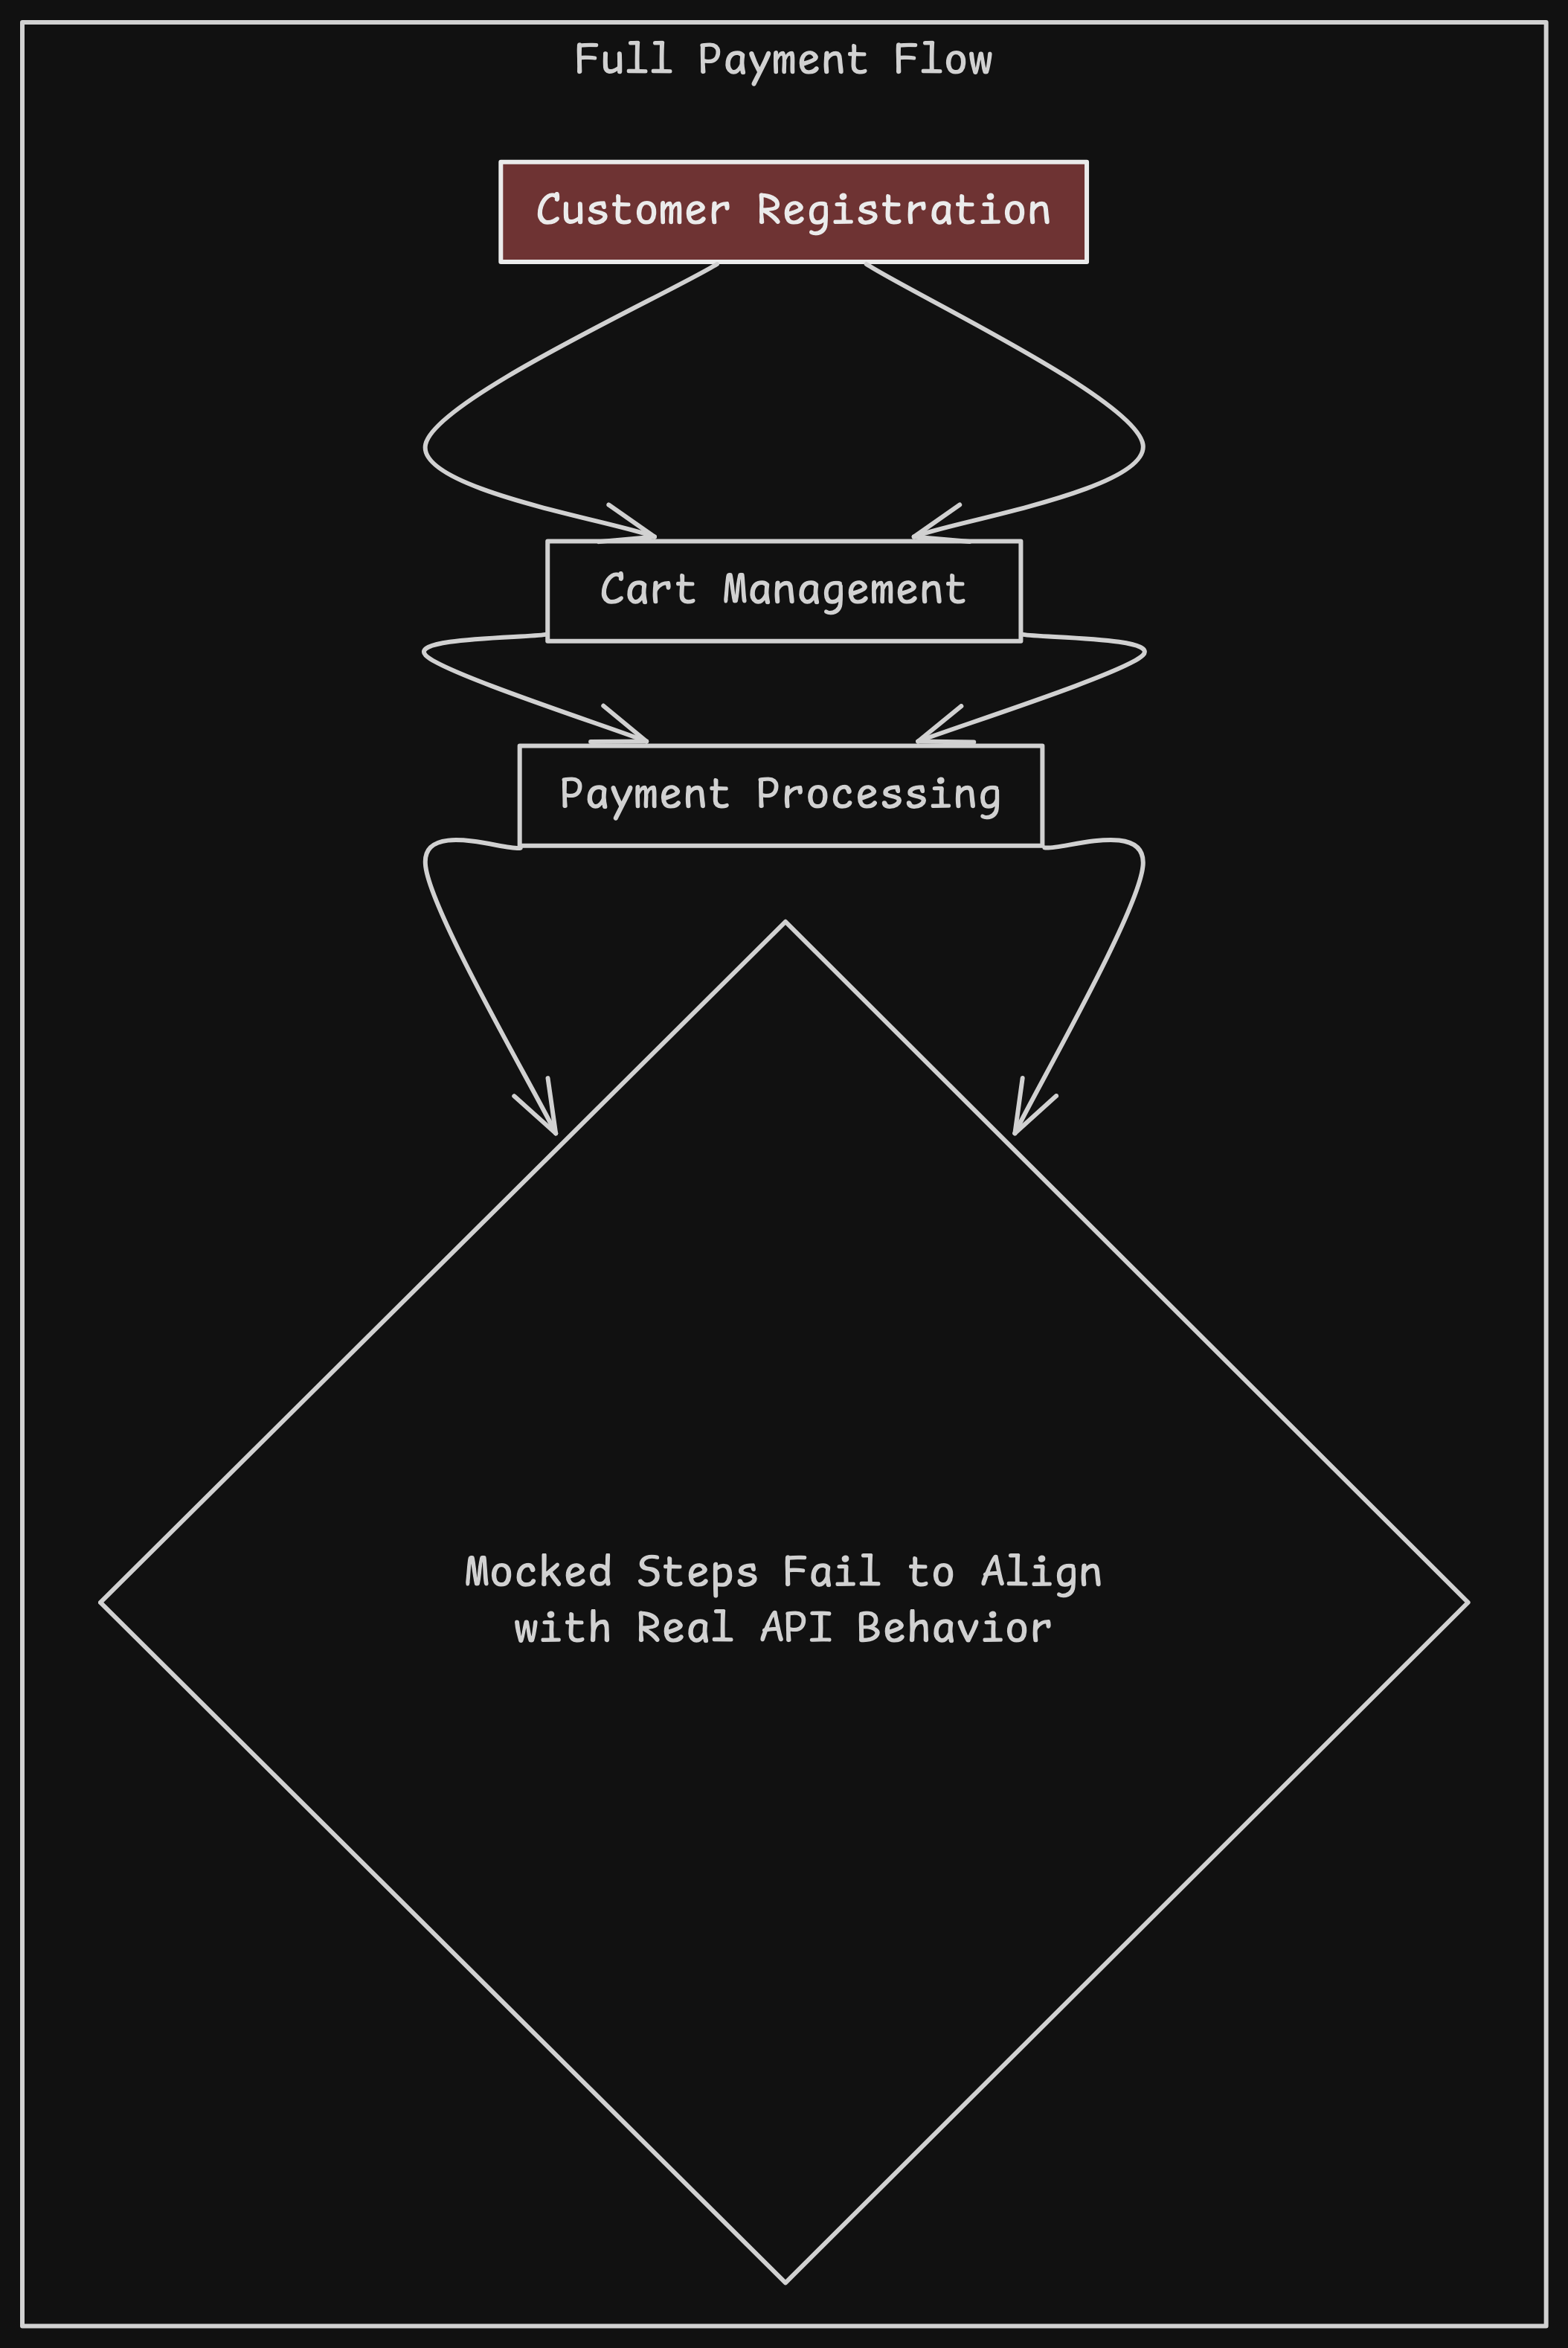 Full Payment Flow
Customer Registration
Cart Management
Payment Processing
Mocked Steps Fail to Align
with Real API Behavior